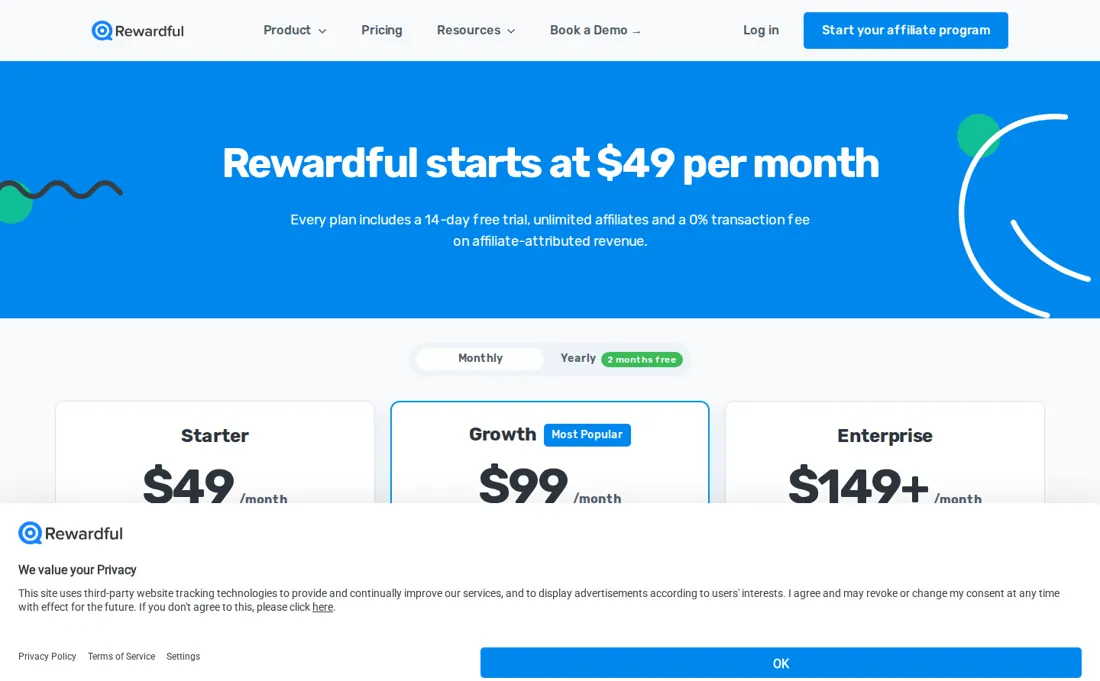 Rewardful
Product
Pricing
Resources
Book a Demo →
Log in
Start your affiliate program
Rewardful starts at $49 per month
Every plan includes a 14-day free trial, unlimited affiliates and a 0% transaction fee
on affiliate-attributed revenue.
Monthly
Yearly 2 months free
Starter
$49 /month
Growth Most Popular
$99 /month
Enterprise
$149+ /month
Rewardful
We value your Privacy
This site uses third-party website tracking technologies to provide and continually improve our services, and to display advertisements according to users' interests. I agree and may revoke or change my consent at any time
with effect for the future. If you don't agree to this, please click here.
Privacy Policy
Terms of Service
Settings
OK